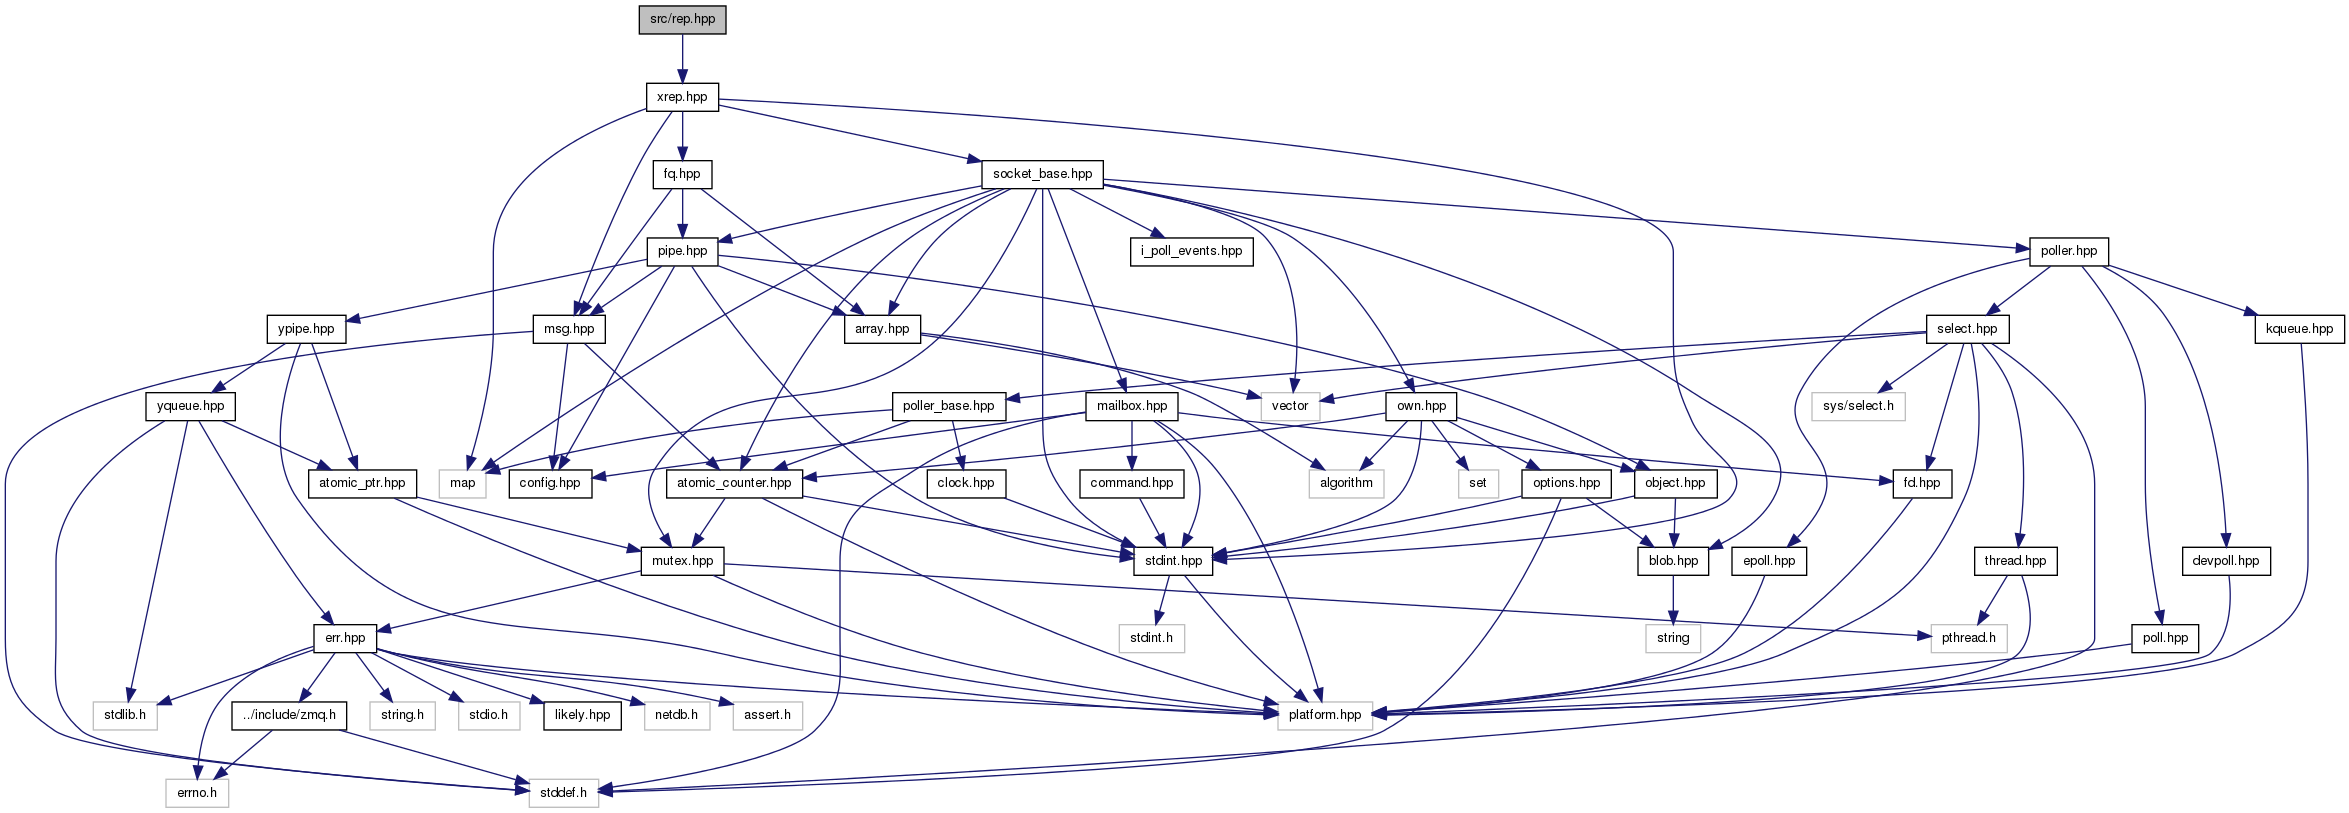 src/rep.hpp
xrep.hpp
fq.hpp
socket_base.hpp
pipe.hpp
i_poll_events.hpp
poller.hpp
ypipe.hpp
msg.hpp
array.hpp
select.hpp
kqueue.hpp
yqueue.hpp
poller_base.hpp
mailbox.hpp
vector
own.hpp
sys/select.h
atomic_ptr.hpp
map
config.hpp
atomic_counter.hpp
clock.hpp
command.hpp
algorithm
set
options.hpp
object.hpp
fd.hpp
mutex.hpp
stdint.hpp
blob.hpp
epoll.hpp
thread.hpp
devpoll.hpp
err.hpp
stdint.h
string
pthread.h
poll.hpp
stdlib.h
../include/zmq.h
string.h
stdio.h
likely.hpp
netdb.h
assert.h
platform.hpp
errno.h
stddef.h